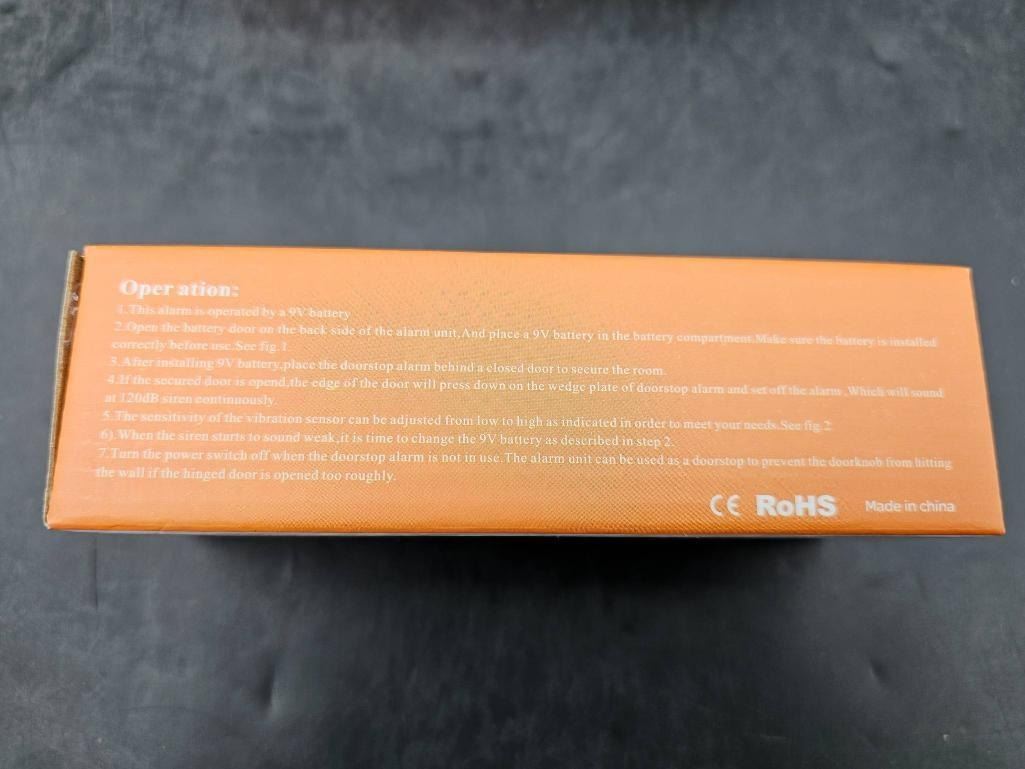 Oper ation:
1.This alarm is operated by a 9V battery
2.Open the battery door on the back side of the alarm unit,And place a 9V battery in the battery compartment.Make sure the battery is installed
correctly before use.See fig.1
3.After installing 9V battery,place the doorstop alarm behind a closed door to secure the room.
4.If the secured door is opend,the edge of the door will press down on the wedge plate of doorstop alarm and set off the alarm ,Which will sound
at 120dB siren continuously.
5.The sensitivity of the vibration sensor can be adjusted from low to high as indicated in order to meet your needs.See fig.2
6).When the siren starts to sound weak,it is time to change the 9V battery as described in step 2.
7.Turn the power switch off when the doorstop alarm is not in use.The alarm unit can be used as a doorstop to prevent the doorknob from hitting
the wall if the hinged door is opened too roughly.
CE RoHS Made in china